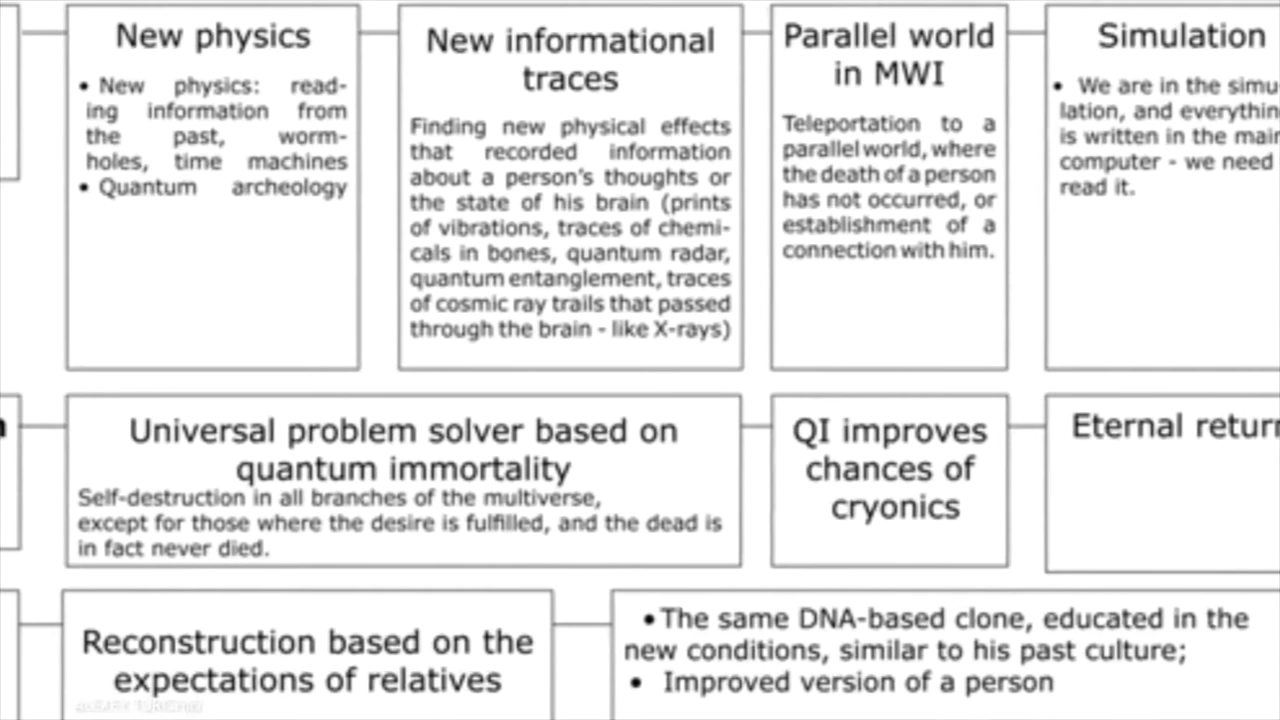 New physics
• New physics: read-
ing information from
the past, worm-
holes, time machines
• Quantum archeology
New informational
traces
Finding new physical effects
that recorded information
about a person's thoughts or
the state of his brain (prints
of vibrations, traces of chemi-
cals in bones, quantum radar,
quantum entanglement, traces
of cosmic ray trails that passed
through the brain - like X-rays)
Parallel world
in MWI
Teleportation to a
parallel world, where
the death of a person
has not occurred, or
establishment of a
connection with him.
Simulation
• We are in the simu-
lation, and everythin
is written in the main
computer - we need
read it.
Universal problem solver based on
quantum immortality
Self-destruction in all branches of the multiverse,
except for those where the desire is fulfilled, and the dead is
in fact never died.
QI improves
chances of
cryonics
Eternal return
Reconstruction based on the
expectations of relatives
• The same DNA-based clone, educated in the
new conditions, similar to his past culture;
• Improved version of a person